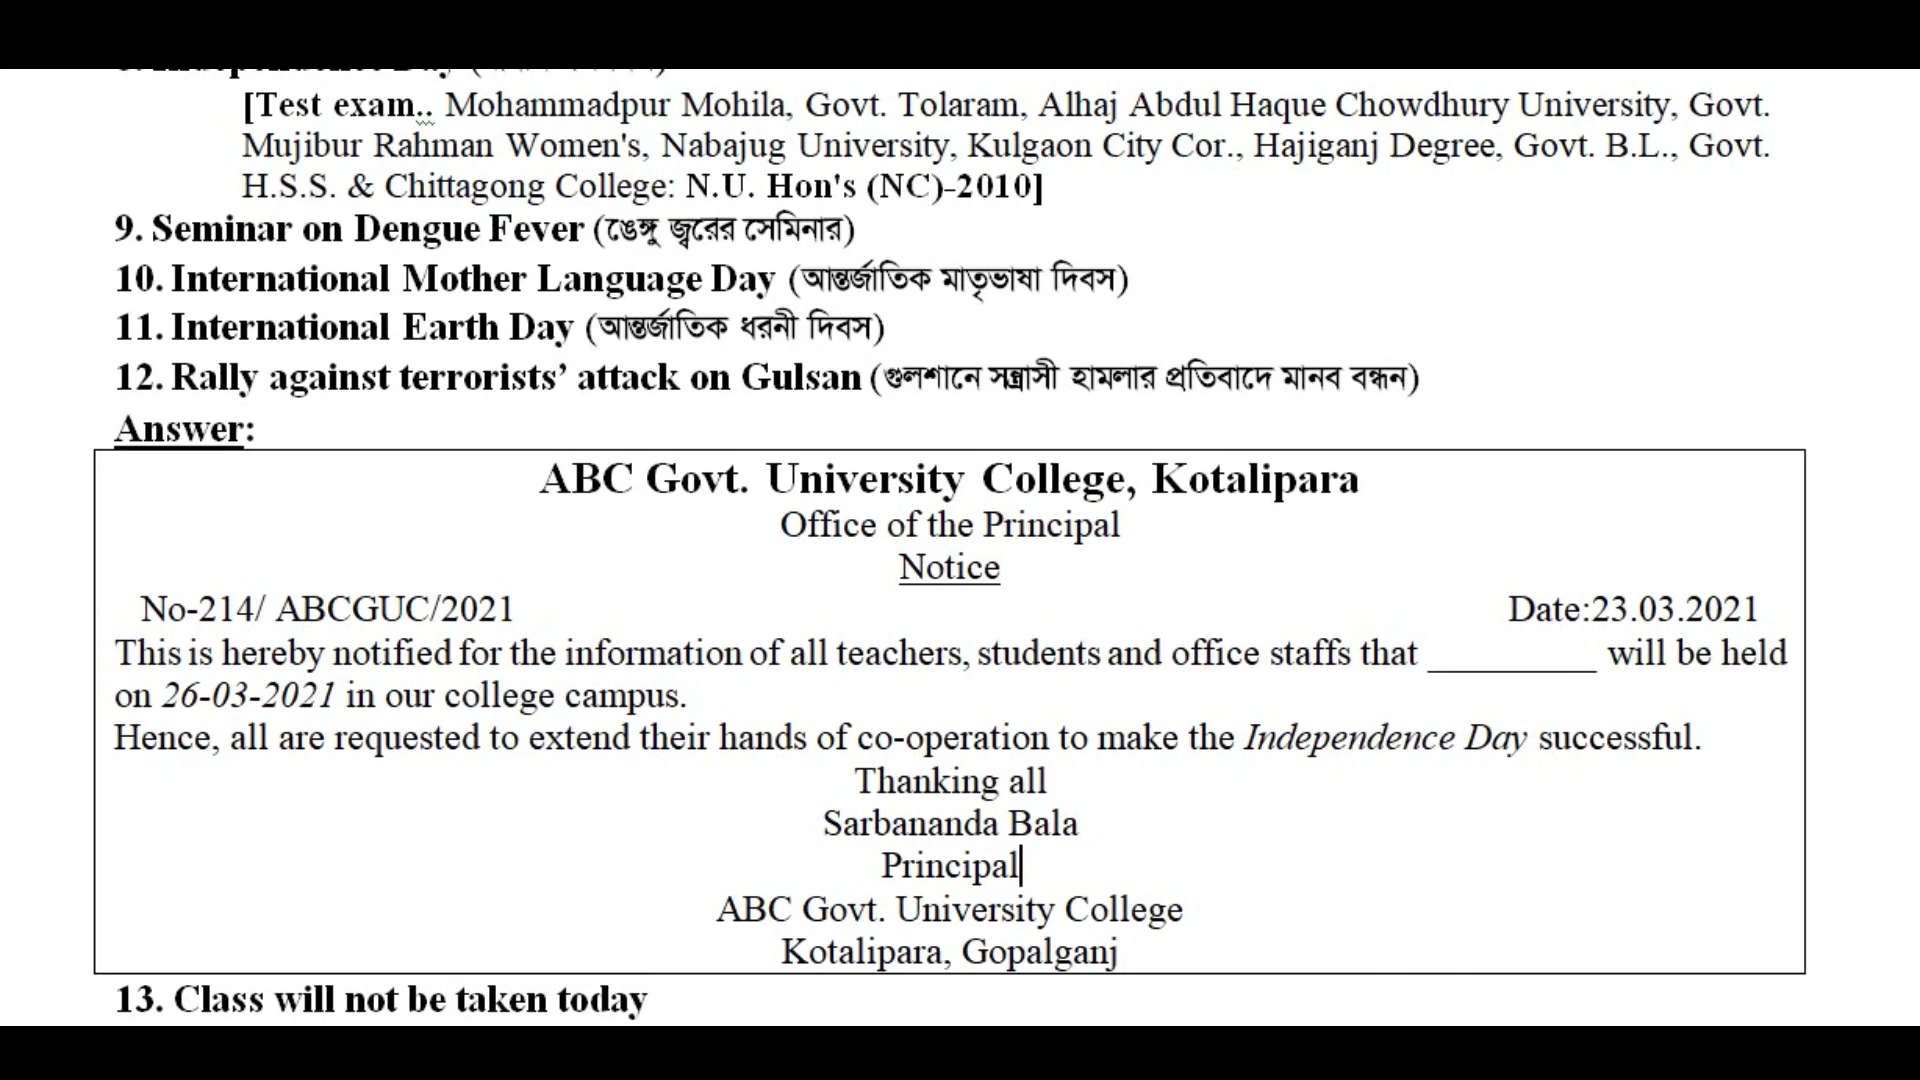 [Test exam.. Mohammadpur Mohila, Govt. Tolaram, Alhaj Abdul Haque Chowdhury University, Govt.
Mujibur Rahman Women's, Nabajug University, Kulgaon City Cor., Hajiganj Degree, Govt. B.L., Govt.
H.S.S. & Chittagong College: N.U. Hon's (NC)-2010]
9. Seminar on Dengue Fever (ডেঙ্গু জ্বরের সেমিনার)
10. International Mother Language Day (আন্তর্জাতিক মাতৃভাষা দিবস)
11. International Earth Day (আন্তর্জাতিক ধরনী দিবস)
12. Rally against terrorists’ attack on Gulsan (গুলশানে সন্ত্রাসী হামলার প্রতিবাদে মানব বন্ধন)
Answer:
ABC Govt. University College, Kotalipara
Office of the Principal
Notice
No-214/ ABCGUC/2021 Date:23.03.2021
This is hereby notified for the information of all teachers, students and office staffs that __________ will be held
on 26-03-2021 in our college campus.
Hence, all are requested to extend their hands of co-operation to make the Independence Day successful.
Thanking all
Sarbananda Bala
Principal
ABC Govt. University College
Kotalipara, Gopalganj
13. Class will not be taken today